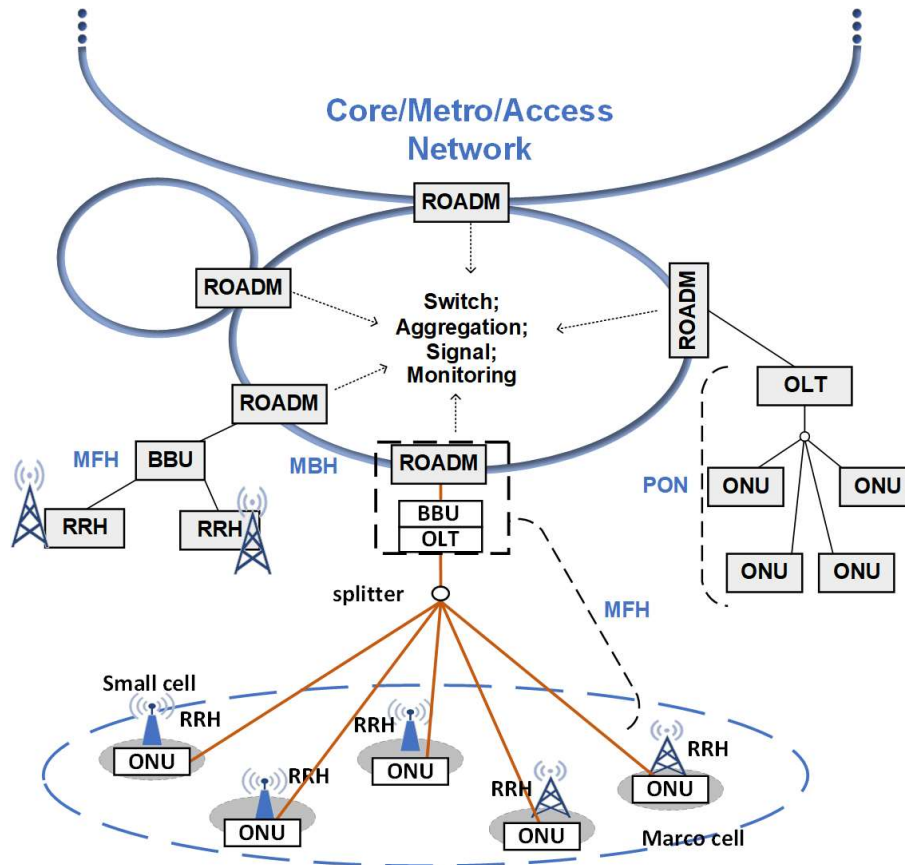 Core/Metro/Access
Network
ROADM
ROADM
ROADM
Switch;
Aggregation;
Signal;
Monitoring
OLT
ROADM
MFH
BBU
MBH
ROADM
PON
ONU
ONU
RRH
RRH
BBU
OLT
ONU
ONU
splitter
MFH
Small cell
RRH
RRH
RRH
ONU
RRH
ONU
RRH
ONU
ONU
ONU
Marco cell